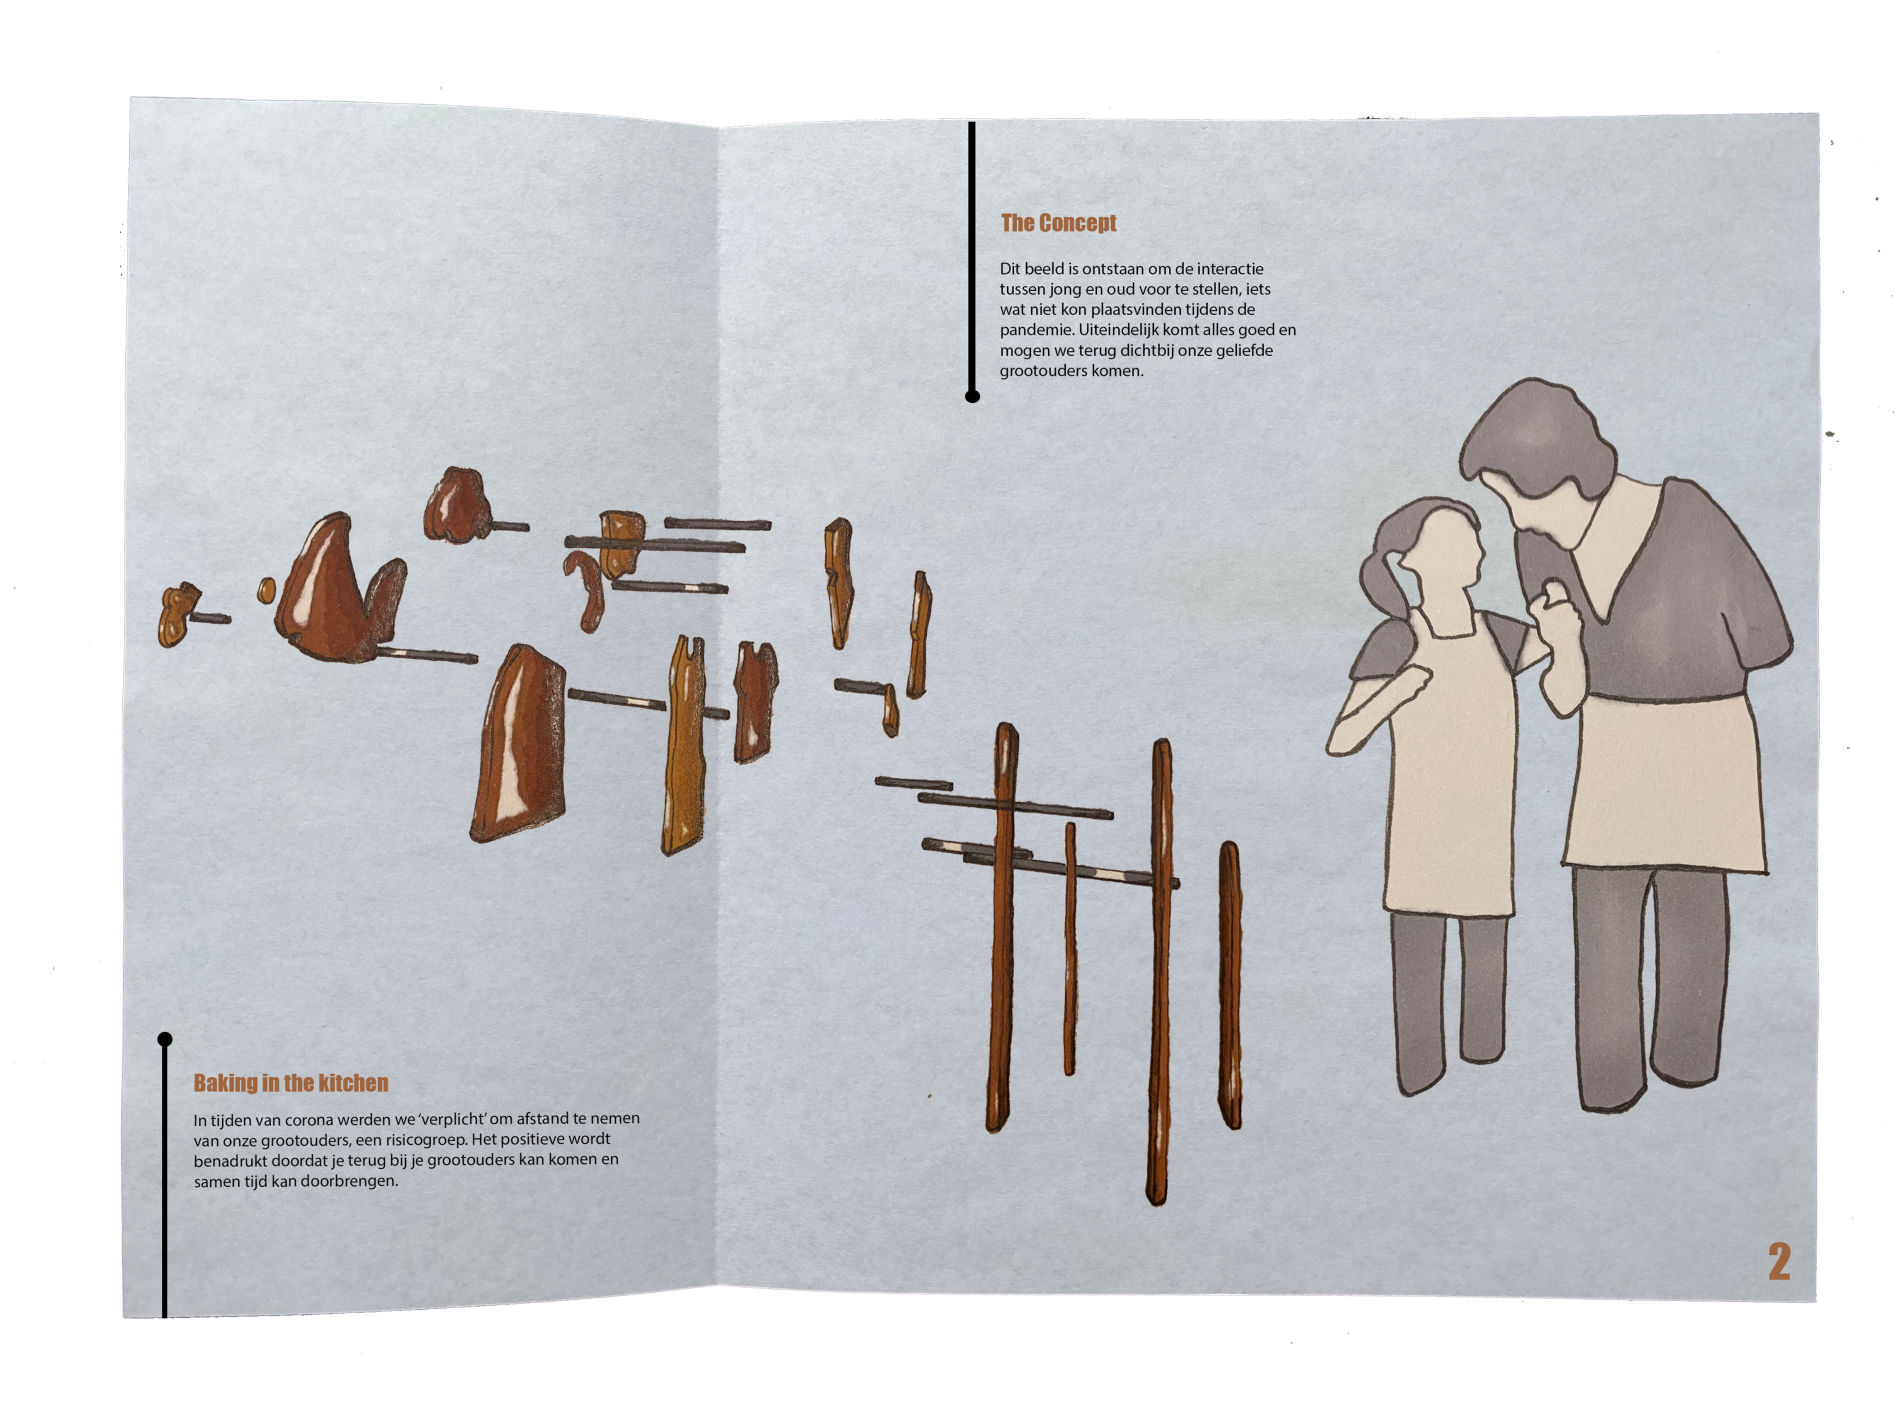 The Concept
Dit beeld is ontstaan om de interactie
tussen jong en oud voor te stellen, iets
wat niet kon plaatsvinden tijdens de
pandemie. Uiteindelijk komt alles goed en
mogen we terug dichtbij onze geliefde
grootouders komen.
Baking in the kitchen
In tijden van corona werden we ‘verplicht’ om afstand te nemen
van onze grootouders, een risicogroep. Het positieve wordt
benadrukt doordat je terug bij je grootouders kan komen en
samen tijd kan doorbrengen.
2